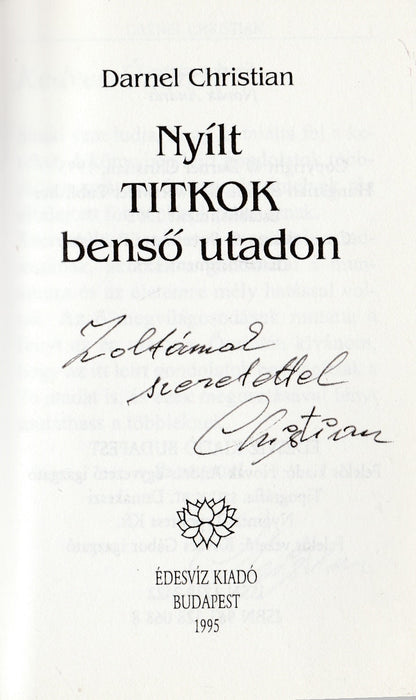 Darnel Christian
Nyílt
TITKOK
benső utadon
Zoltánnak
szeretettel
Christian
ÉDESVÍZ KIADÓ
BUDAPEST
1995